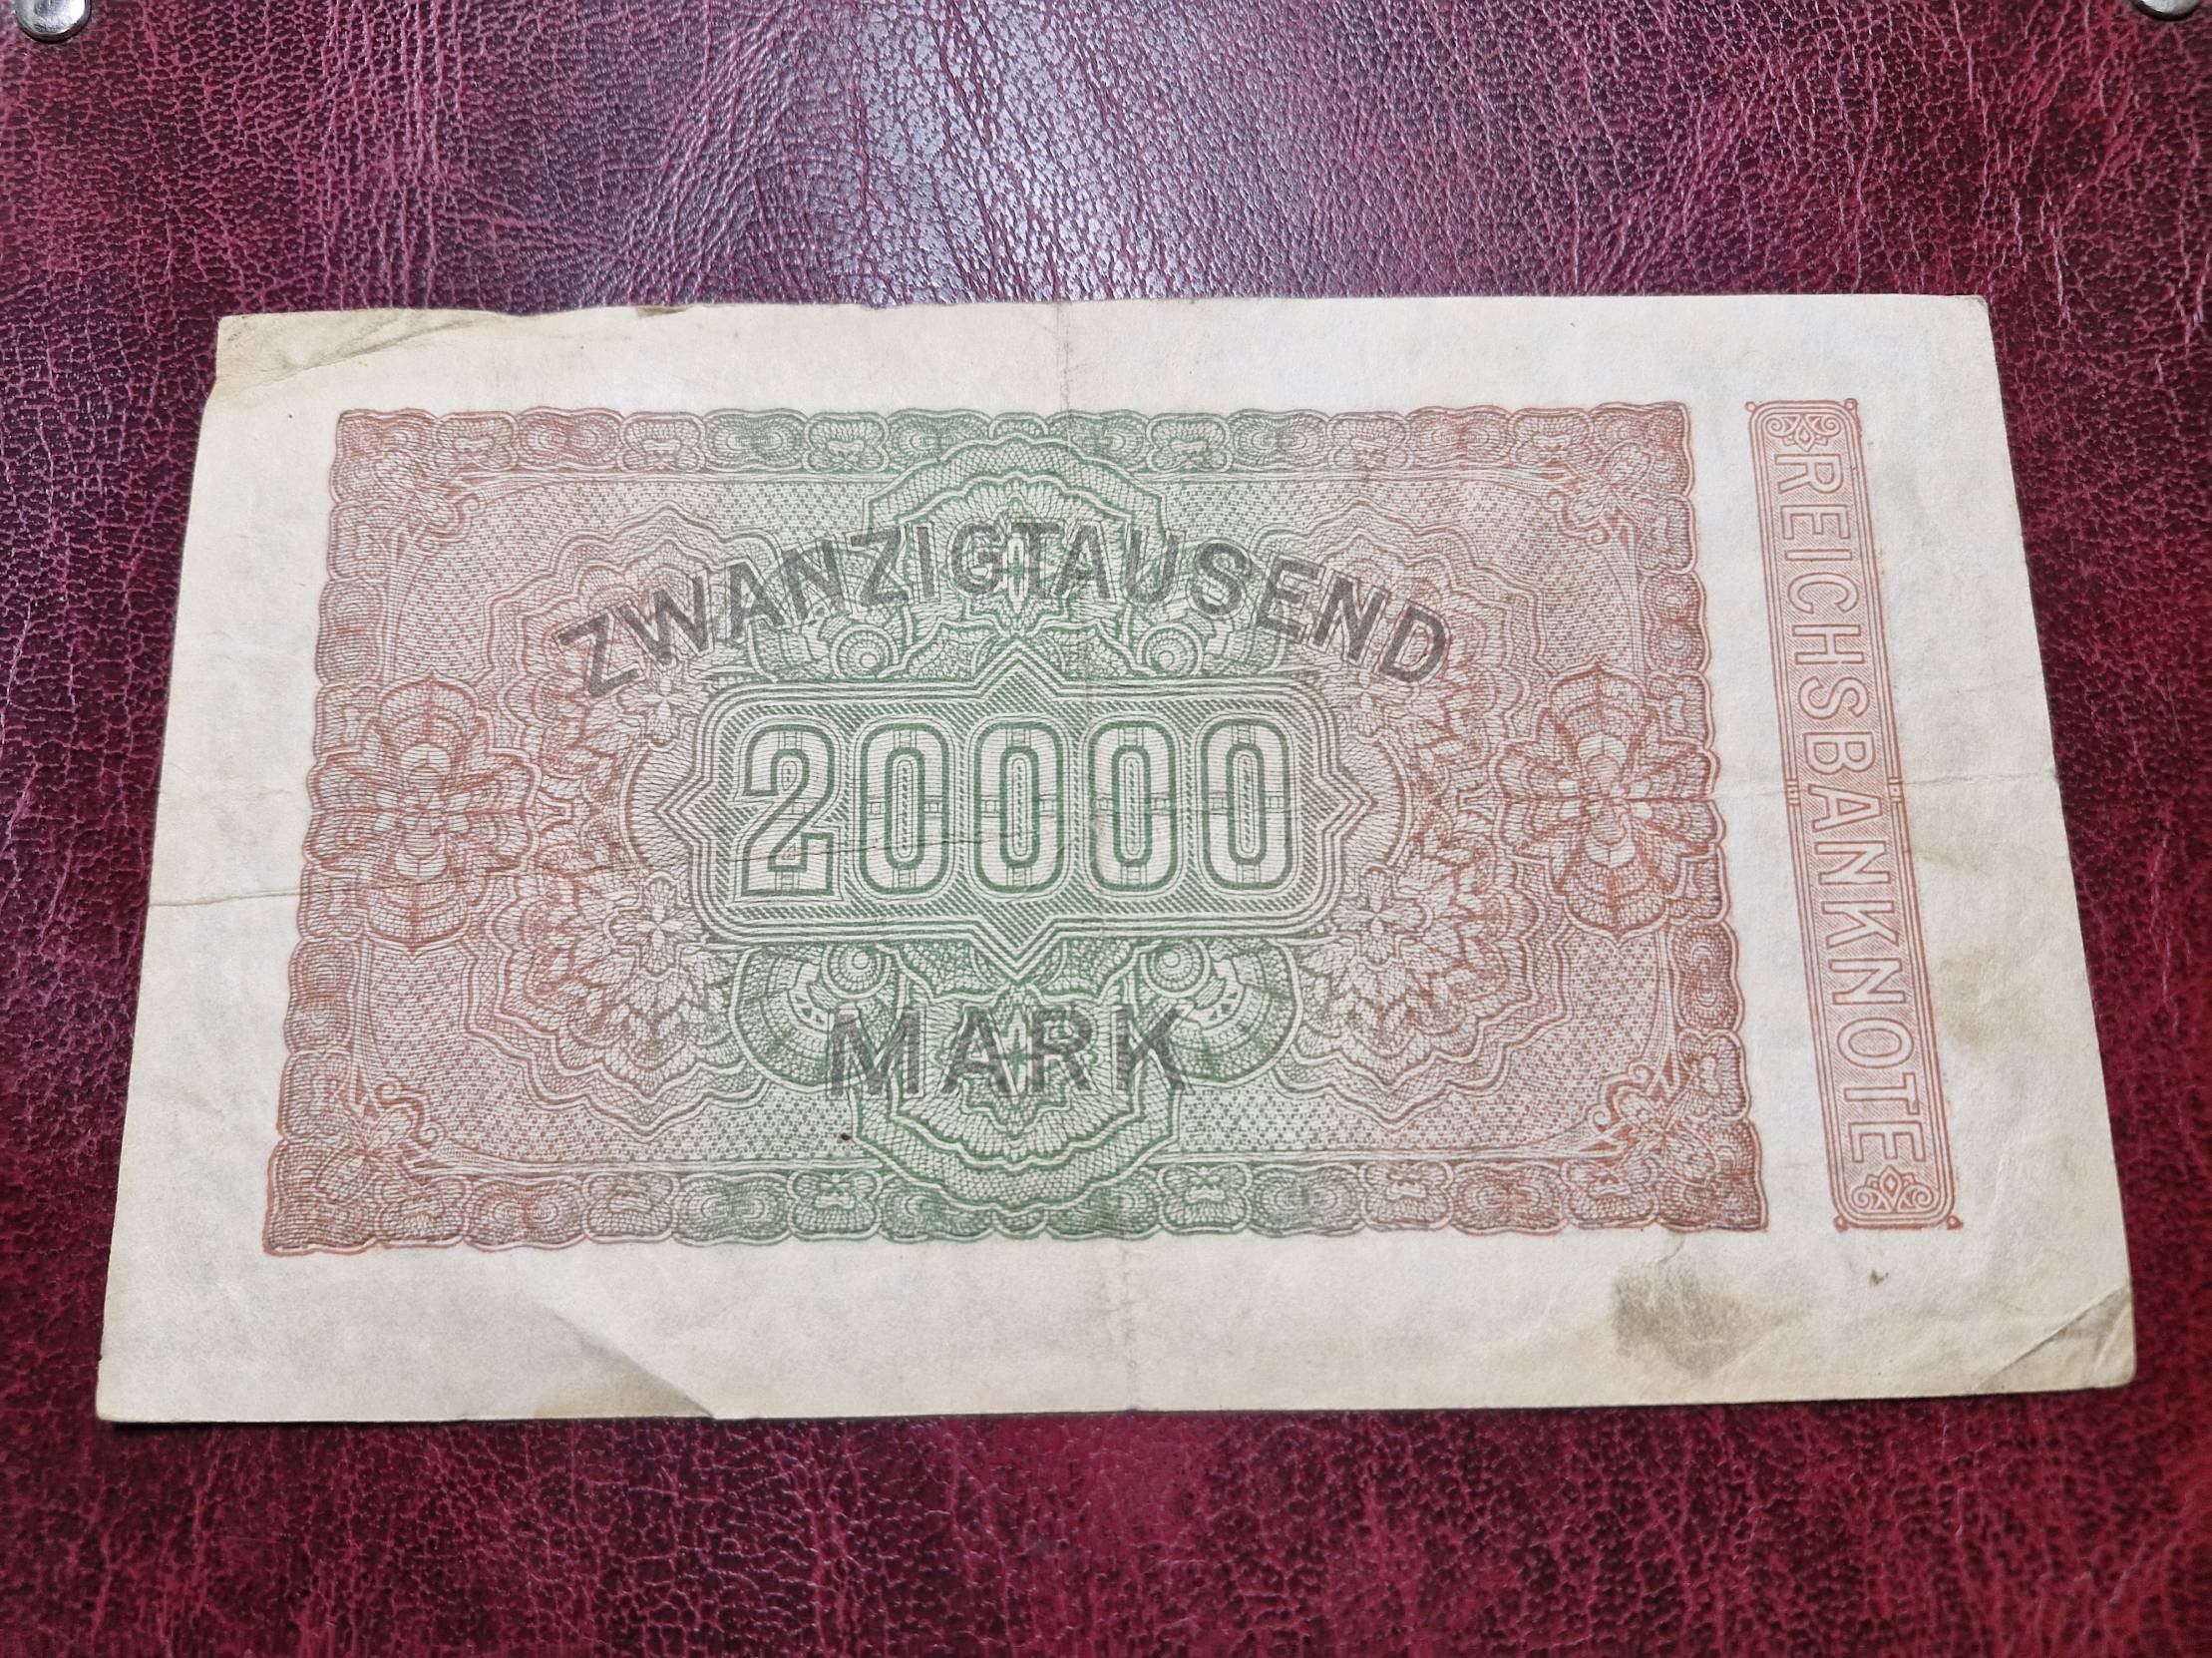 ZWANZIGTAUSEND
20000
MARK
REICHSBANKNOTE